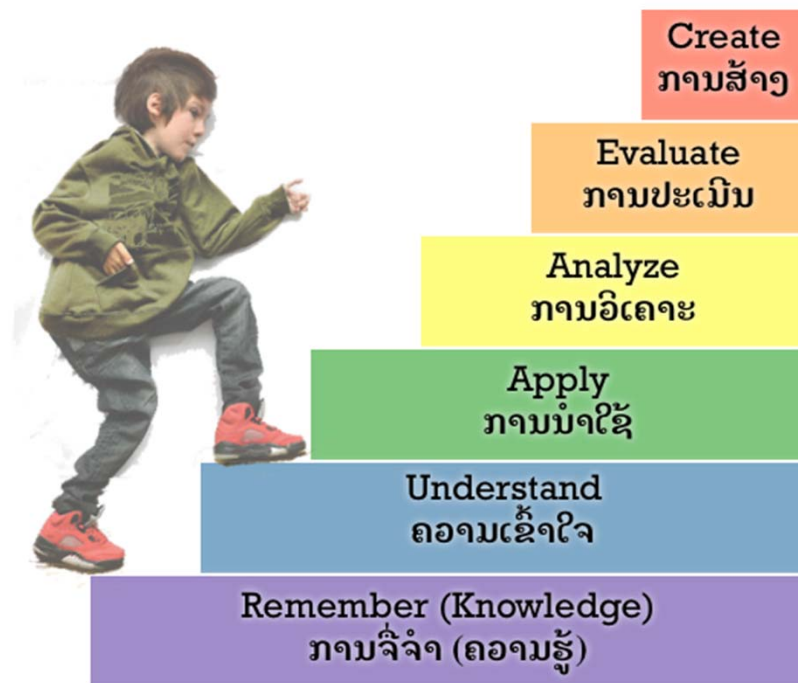 Create
ການສ້າງ
Evaluate
ການປະເມີນ
Analyze
ການວິເຄາະ
Apply
ການນຳໃຊ້
Understand
ຄວາມເຂົ້າໃຈ
Remember (Knowledge)
ການຈື່ຈຳ (ຄວາມຮູ້)